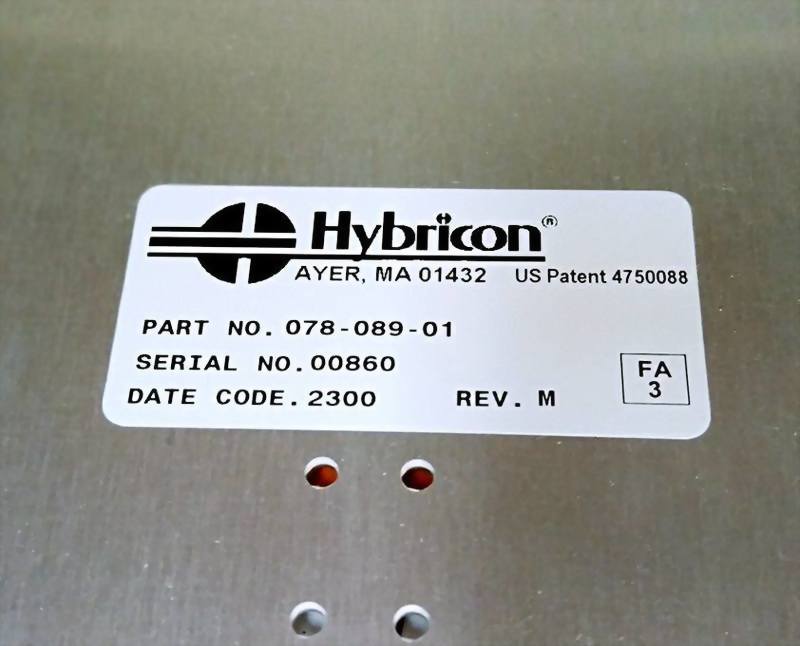 Hybricon®
AYER, MA 01432 US Patent 4750088
PART NO. 078-089-01
SERIAL NO. 00860
DATE CODE. 2300 REV. M
FA
3